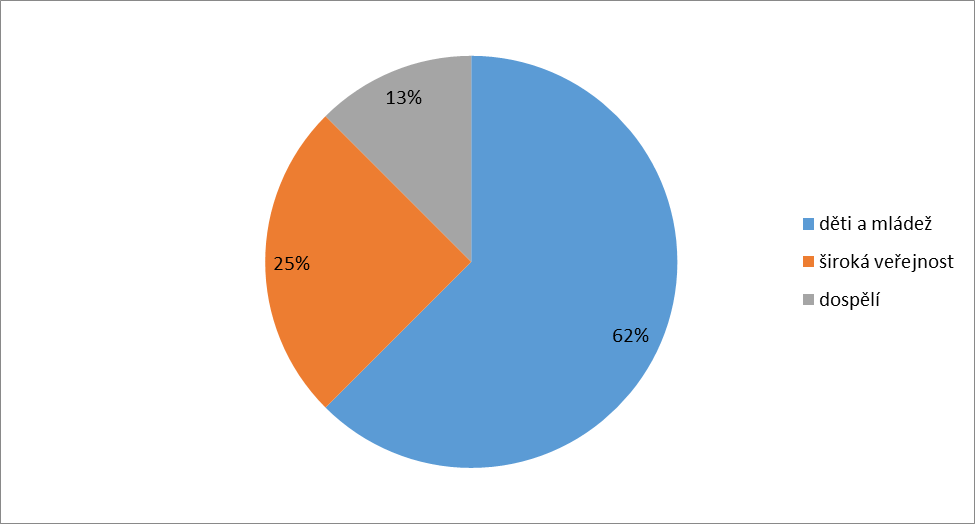 13%
25%
62%
děti a mládež
široká veřejnost
dospělí